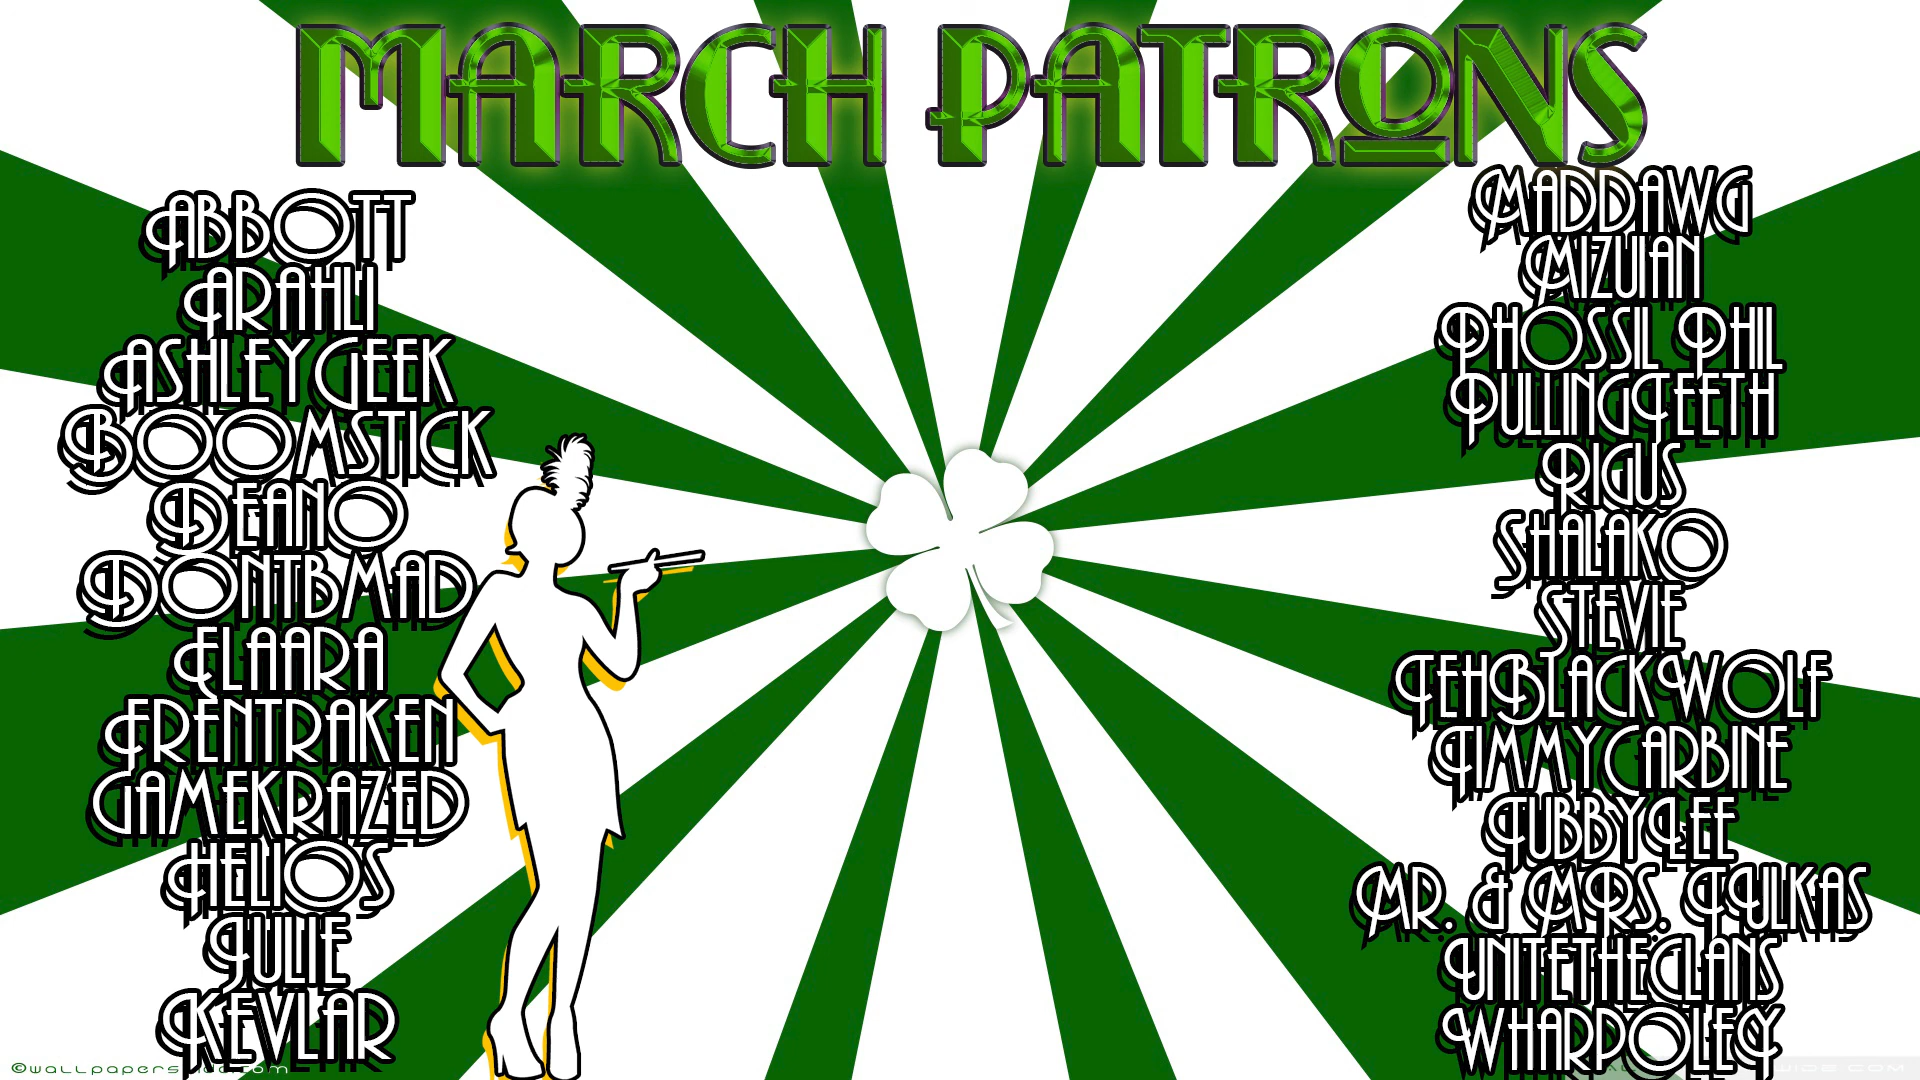 MARCH PATRONS
ABBOTT
ARAHLI
ASHLEYGEEK
BOOMSTICK
DEANO
DONTBMAD
ELAARA
FRENTRAKEN
GAMEKRAZED
HELIOS
JULIE
KEVLAR
MADDAWG
MIZUIAN
PHOSSIL PHIL
PULLINGTEETH
RIGUS
SHALAKO
STEVIE
TEHBLACKWOLF
TIMMYCARBINE
TUBBYCEE
MR. & MRS. TULKAS
UNITETHECLANS
WHARPOLEY